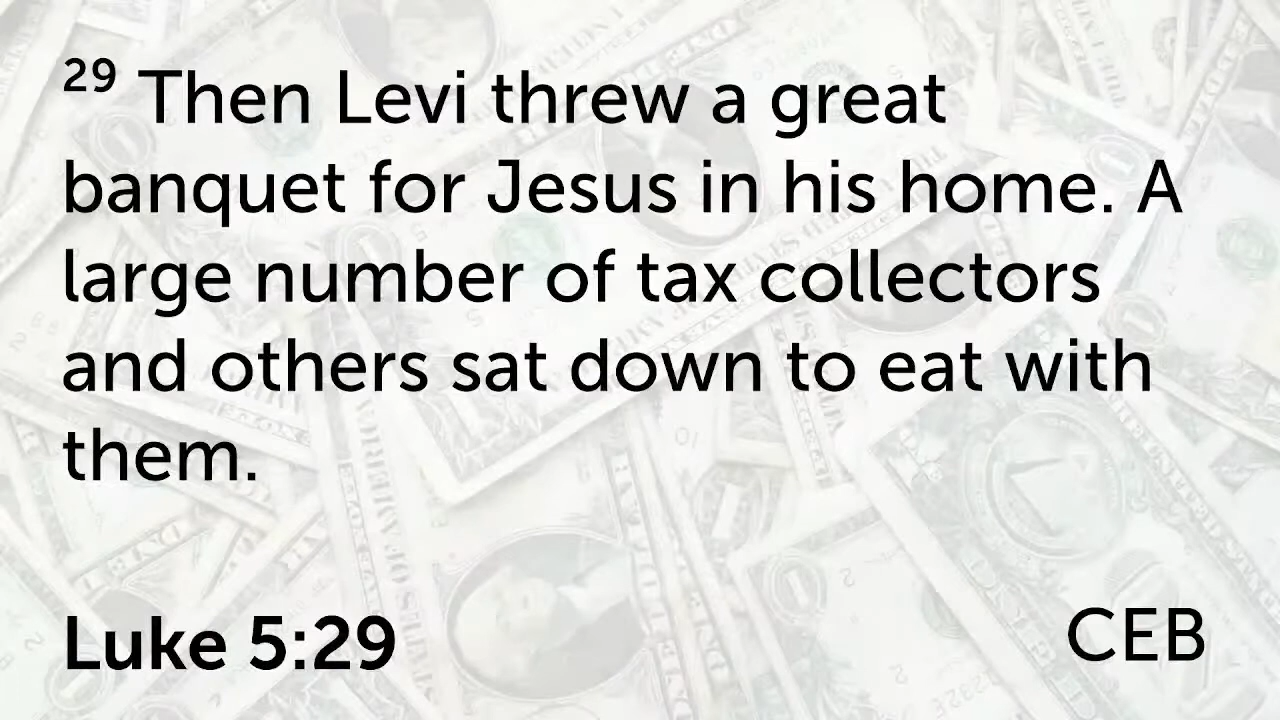 29 Then Levi threw a great
banquet for Jesus in his home. A
large number of tax collectors
and others sat down to eat with
them.
Luke 5:29
CEB